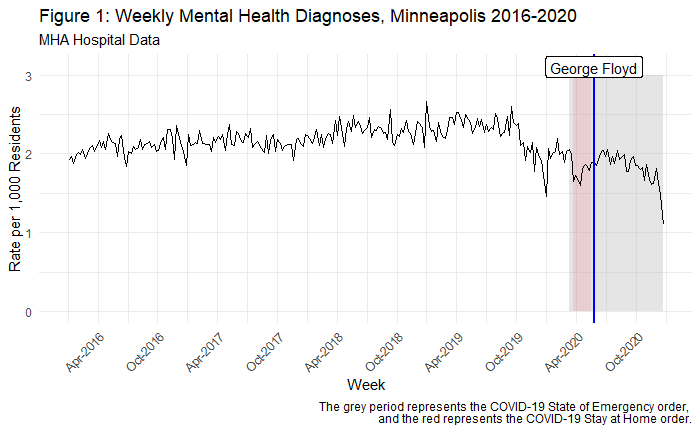 Figure 1: Weekly Mental Health Diagnoses, Minneapolis 2016-2020
MHA Hospital Data
George Floyd
Rate per 1,000 Residents
3
2
1
0
Apr-2016
Oct-2016
Apr-2017
Oct-2017
Apr-2018
Oct-2018
Apr-2019
Oct-2019
Apr-2020
Oct-2020
Week
The grey period represents the COVID-19 State of Emergency order,
and the red represents the COVID-19 Stay at Home order.